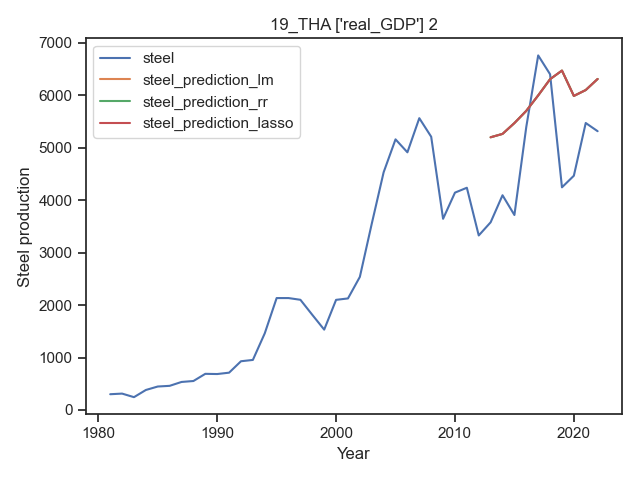 19_THA ['real_GDP'] 2
steel
steel_prediction_lm
steel_prediction_rr
steel_prediction_lasso
Steel production
7000
6000
5000
4000
3000
2000
1000
0
1980
1990
2000
2010
2020
Year